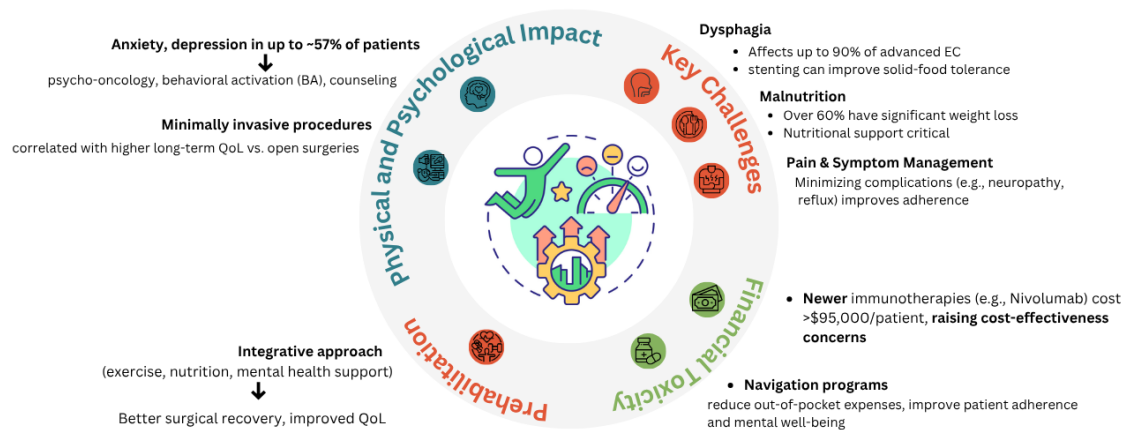 Physical and Psychological Impact
Anxiety, depression in up to ~57% of patients
psycho-oncology, behavioral activation (BA), counseling
Minimally invasive procedures
correlated with higher long-term QoL vs. open surgeries
Key Challenges
Dysphagia
• Affects up to 90% of advanced EC
• stenting can improve solid-food tolerance
Malnutrition
• Over 60% have significant weight loss
• Nutritional support critical
Pain & Symptom Management
Minimizing complications (e.g., neuropathy,
reflux) improves adherence
Prehabilitation
Integrative approach
(exercise, nutrition, mental health support)
Better surgical recovery, improved QoL
Financial Toxicity
• Newer immunotherapies (e.g., Nivolumab) cost
>$95,000/patient, raising cost-effectiveness
concerns
• Navigation programs
reduce out-of-pocket expenses, improve patient adherence
and mental well-being